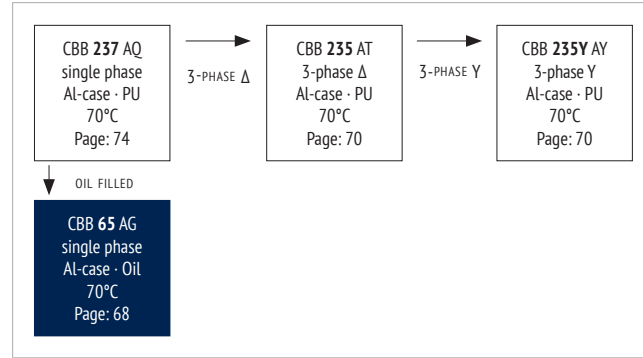 CBB 237 AQ
single phase
Al-case · PU
70°C
Page: 74
3-PHASE Δ
CBB 235 AT
3-phase Δ
Al-case · PU
70°C
Page: 70
3-PHASE Y
CBB 235Y AY
3-phase Y
Al-case · PU
70°C
Page: 70
OIL FILLED
CBB 65 AG
single phase
Al-case · Oil
70°C
Page: 68